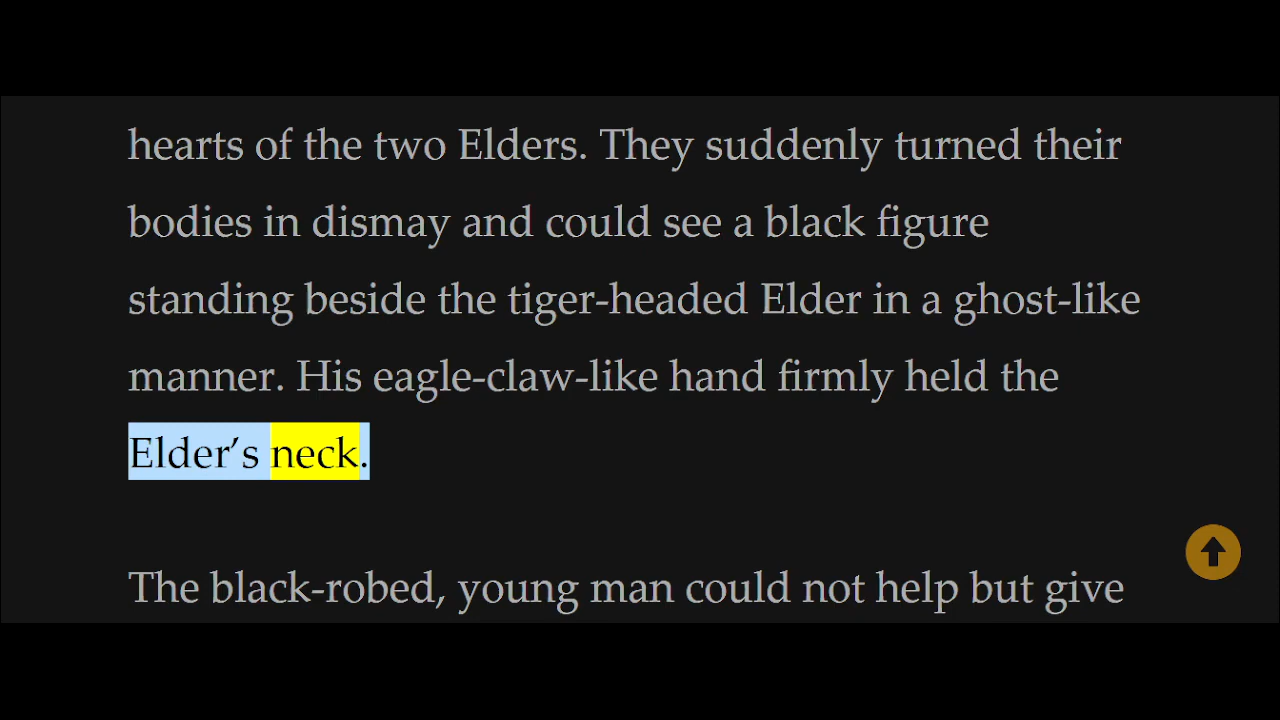 hearts of the two Elders. They suddenly turned their
bodies in dismay and could see a black figure
standing beside the tiger-headed Elder in a ghost-like
manner. His eagle-claw-like hand firmly held the
Elder’s neck.
The black-robed, young man could not help but give